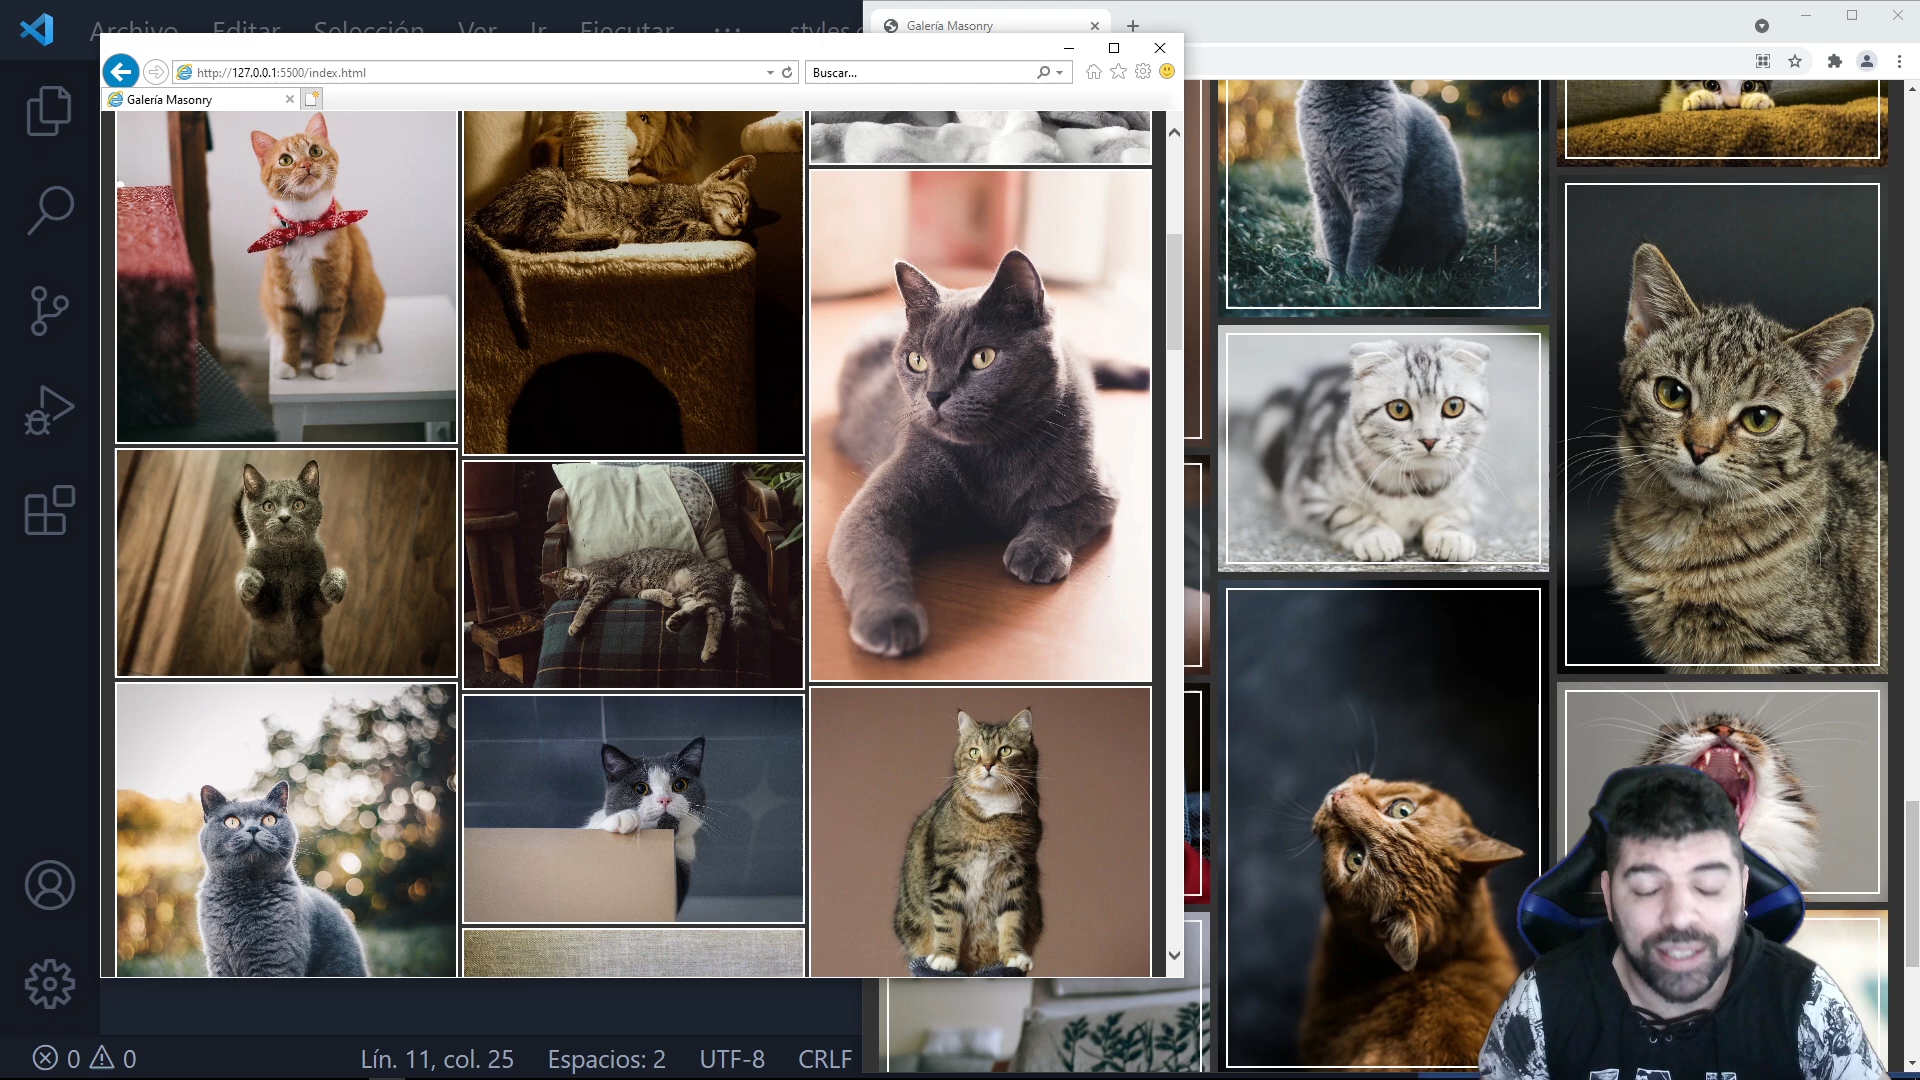 Archivo Editar Selección Ver Ir Ejecutar ... styles.c
Galería Masonry
http://127.0.0.1:5500/index.html
Buscar...
Galería Masonry
0 0
Lín. 11, col. 25 Espacios: 2 UTF-8 CRLF